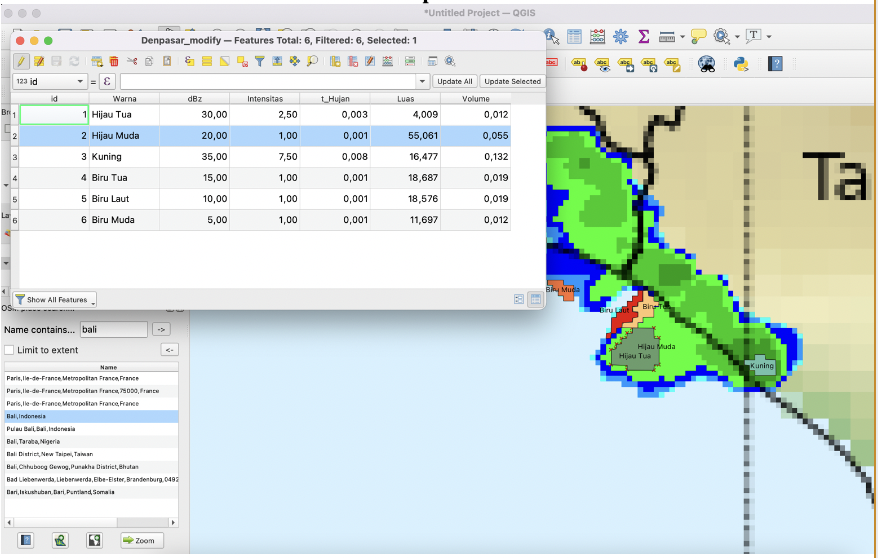 *Untitled Project — QGIS
Denpasar_modify — Features Total: 6, Filtered: 6, Selected: 1
123 id = ε Update All Update Selected
id Warna dBz Intensitas t_Hujan Luas Volume
1 1 Hijau Tua 30,00 2,50 0,003 4,009 0,012
2 2 Hijau Muda 20,00 1,00 0,001 55,061 0,055
3 3 Kuning 35,00 7,50 0,008 16,477 0,132
4 4 Biru Tua 15,00 1,00 0,001 18,687 0,019
5 5 Biru Laut 10,00 1,00 0,001 18,576 0,019
6 6 Biru Muda 5,00 1,00 0,001 11,697 0,012
Show All Features
Ta
Biru Muda
Biru Laut
Hijau Muda
Hijau Tua
Kuning
Name contains... bali ->
Limit to extent <-
Name
Paris,Ile-de-France,Metropolitan France,France
Paris,Ile-de-France,Metropolitan France,75000,France
Paris,Ile-de-France,Metropolitan France,France
Bali,Indonesia
Pulau Bali,Bali,Indonesia
Bali,Taraba,Nigeria
Bali District,New Taipei,Taiwan
Bali,Chhuboog Gewog,Punakha District,Bhutan
Bad Liebenwerda,Liebenwerda,Elbe-Elster,Brandenburg,0492
Bari,Iskushuban,Bari,Puntland,Somalia
Zoom